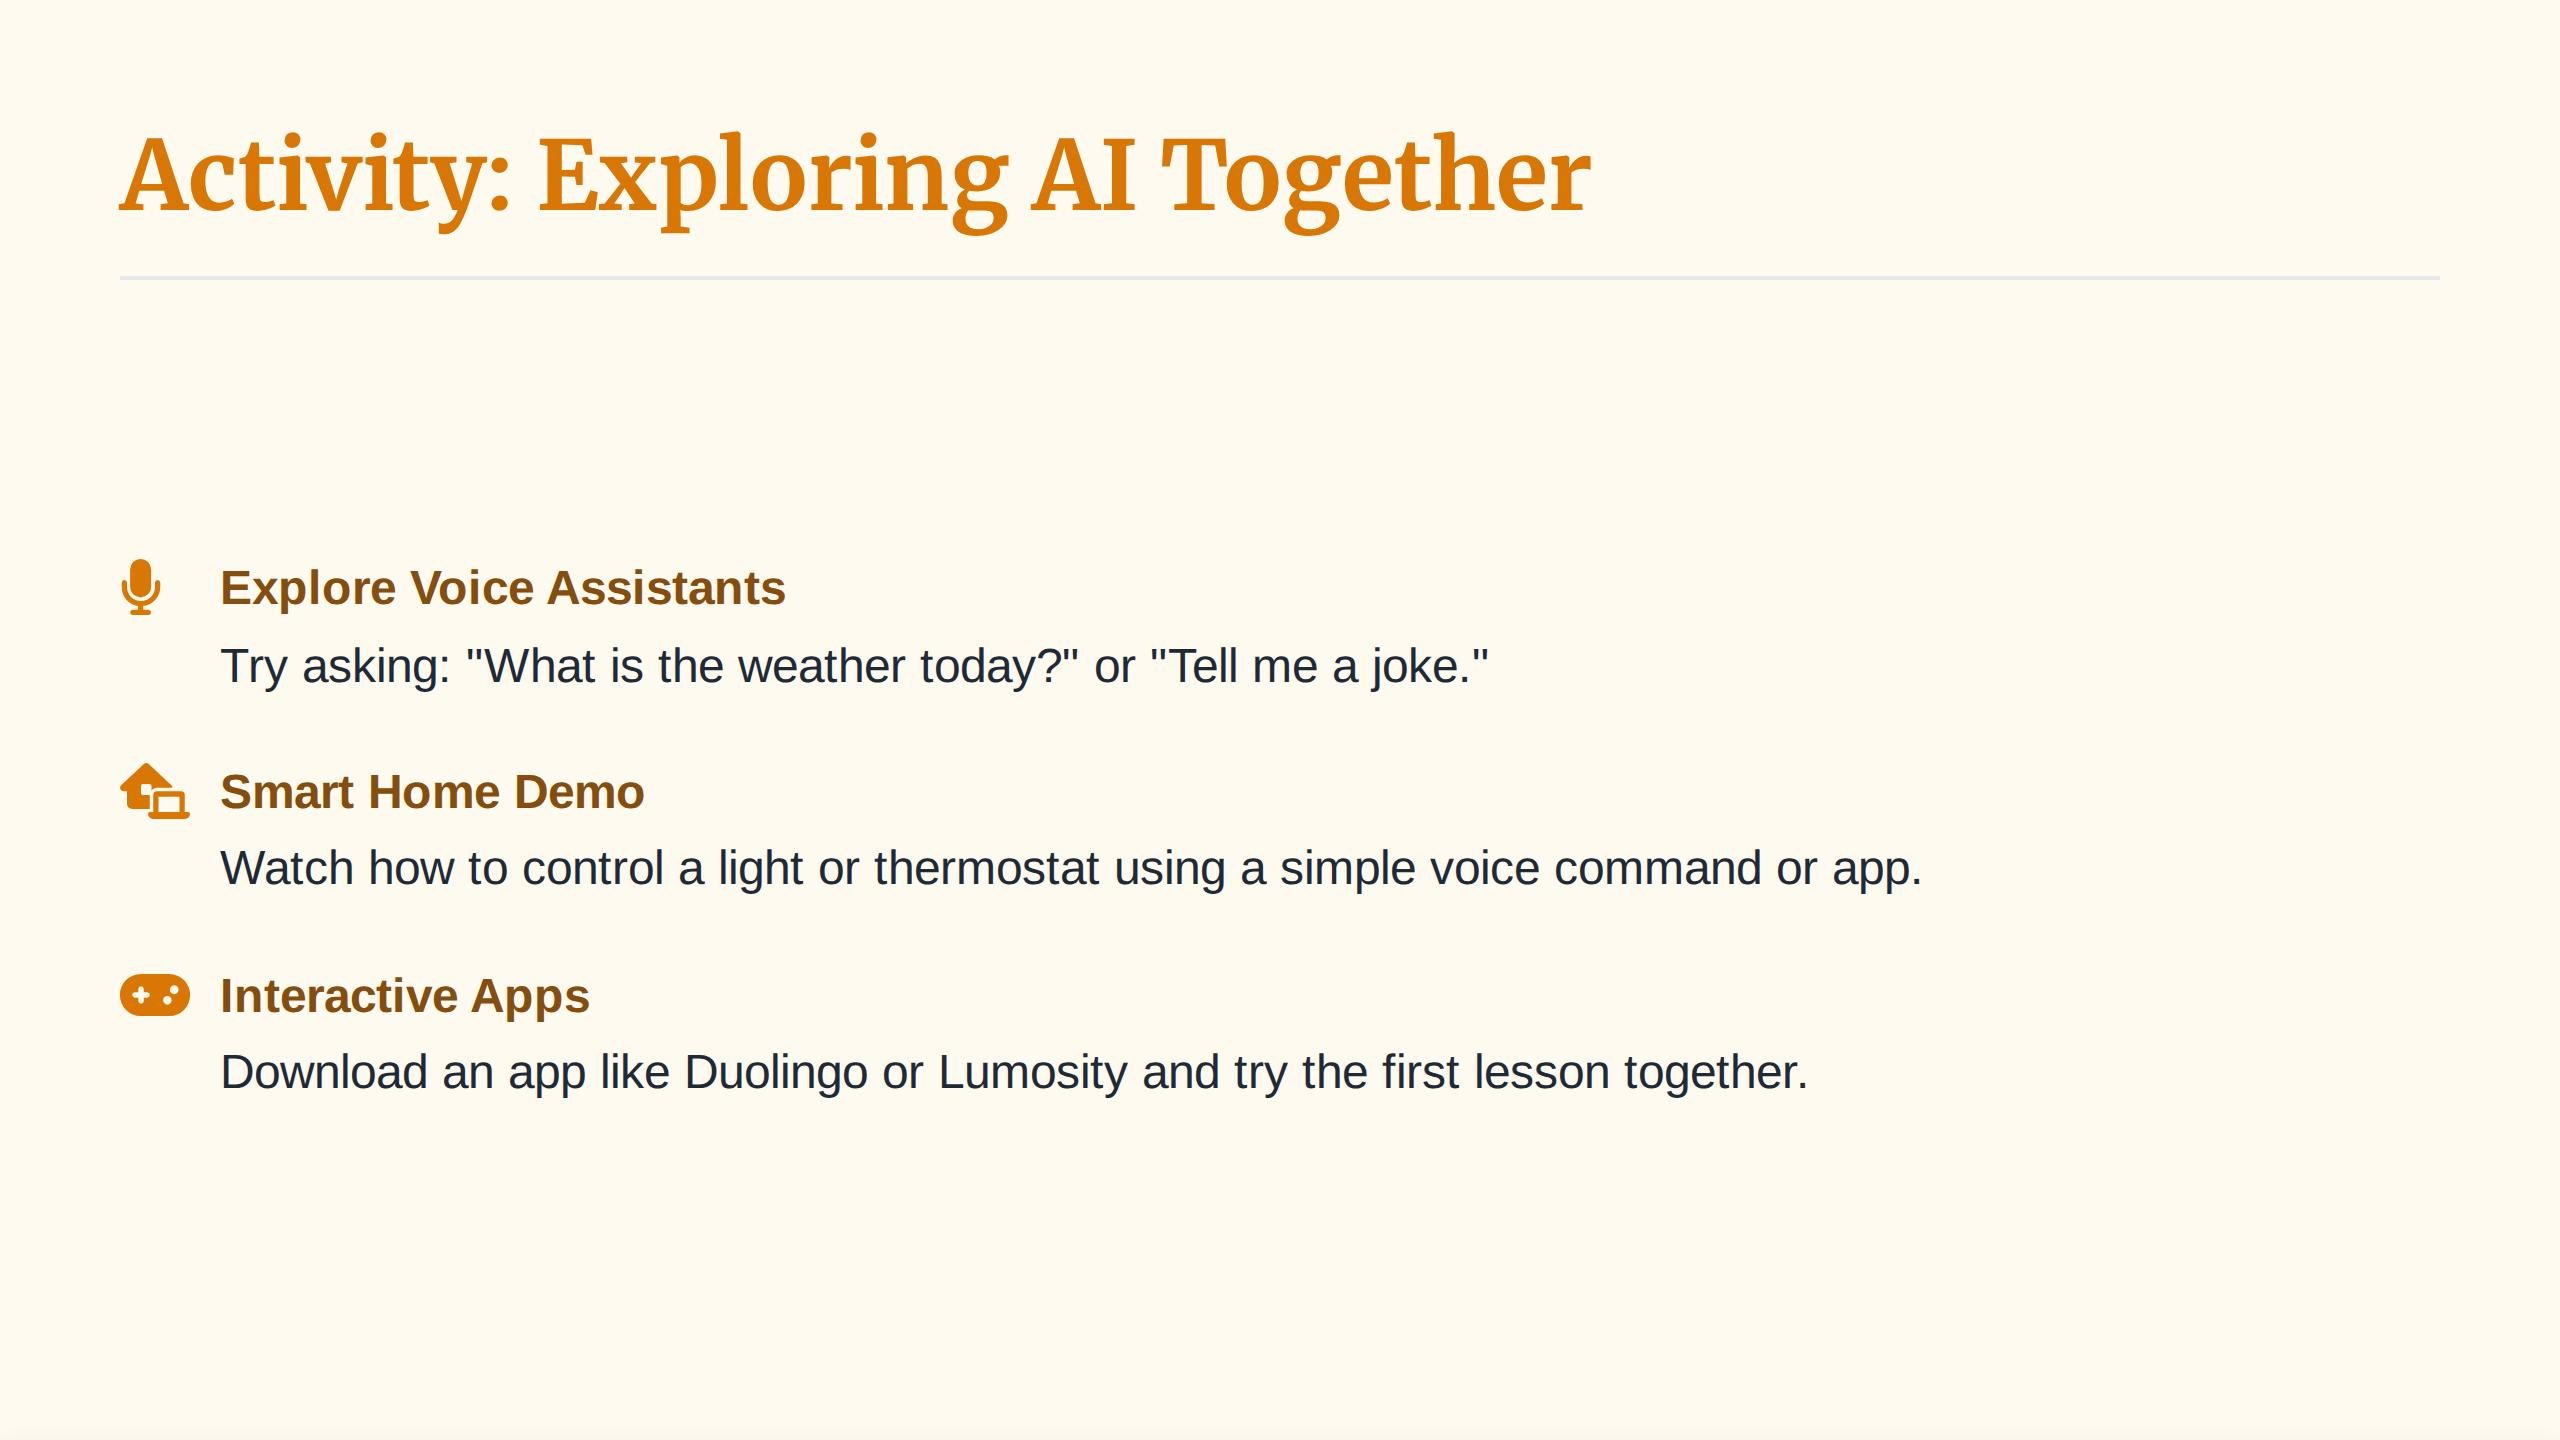 Activity: Exploring AI Together
Explore Voice Assistants
Try asking: "What is the weather today?" or "Tell me a joke."
Smart Home Demo
Watch how to control a light or thermostat using a simple voice command or app.
Interactive Apps
Download an app like Duolingo or Lumosity and try the first lesson together.